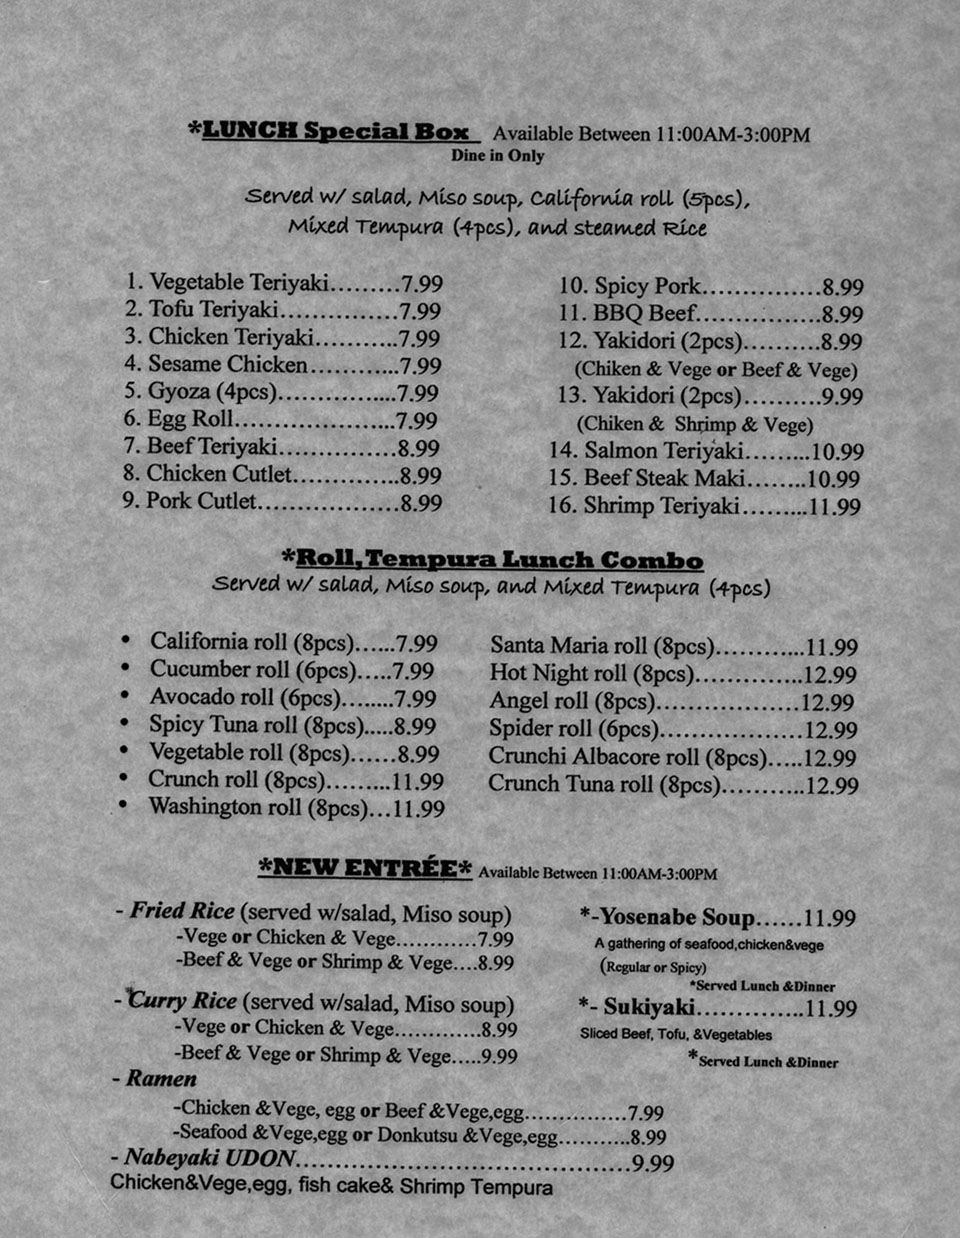 *LUNCH Special Box Available Between 11:00AM-3:00PM
Dine in Only
Served w/ salad, Miso soup, California roll (5pcs),
Mixed Tempura (4pcs), and steamed Rice
1. Vegetable Teriyaki.........7.99
2. Tofu Teriyaki...............7.99
3. Chicken Teriyaki...........7.99
4. Sesame Chicken............7.99
5. Gyoza (4pcs)................7.99
6. Egg Roll.....................7.99
7. Beef Teriyaki...............8.99
8. Chicken Cutlet..............8.99
9. Pork Cutlet..................8.99
10. Spicy Pork...............8.99
11. BBQ Beef................8.99
12. Yakidori (2pcs)..........8.99
(Chiken & Vege or Beef & Vege)
13. Yakidori (2pcs)..........9.99
(Chiken & Shrimp & Vege)
14. Salmon Teriyaki.........10.99
15. Beef Steak Maki........10.99
16. Shrimp Teriyaki.........11.99
*Roll,Tempura Lunch Combo
Served w/ salad, Miso soup, and Mixed Tempura (4pcs)
• California roll (8pcs)......7.99
• Cucumber roll (6pcs).....7.99
• Avocado roll (6pcs)........7.99
• Spicy Tuna roll (8pcs).....8.99
• Vegetable roll (8pcs)......8.99
• Crunch roll (8pcs).........11.99
• Washington roll (8pcs)...11.99
Santa Maria roll (8pcs)............11.99
Hot Night roll (8pcs)..............12.99
Angel roll (8pcs)..................12.99
Spider roll (6pcs)..................12.99
Crunchi Albacore roll (8pcs).....12.99
Crunch Tuna roll (8pcs)...........12.99
*NEW ENTRÉE* Available Between 11:00AM-3:00PM
- Fried Rice (served w/salad, Miso soup)
-Vege or Chicken & Vege............7.99
-Beef & Vege or Shrimp & Vege....8.99
- Curry Rice (served w/salad, Miso soup)
-Vege or Chicken & Vege.............8.99
-Beef & Vege or Shrimp & Vege.....9.99
- Ramen
-Chicken &Vege, egg or Beef &Vege,egg...............7.99
-Seafood &Vege,egg or Donkutsu &Vege,egg...........8.99
- Nabeyaki UDON.........................................9.99
Chicken&Vege,egg, fish cake& Shrimp Tempura
*-Yosenabe Soup......11.99
A gathering of seafood,chicken&vege
(Regular or Spicy)
*Served Lunch &Dinner
*- Sukiyaki..............11.99
Sliced Beef, Tofu, &Vegetables
*Served Lunch &Dinner